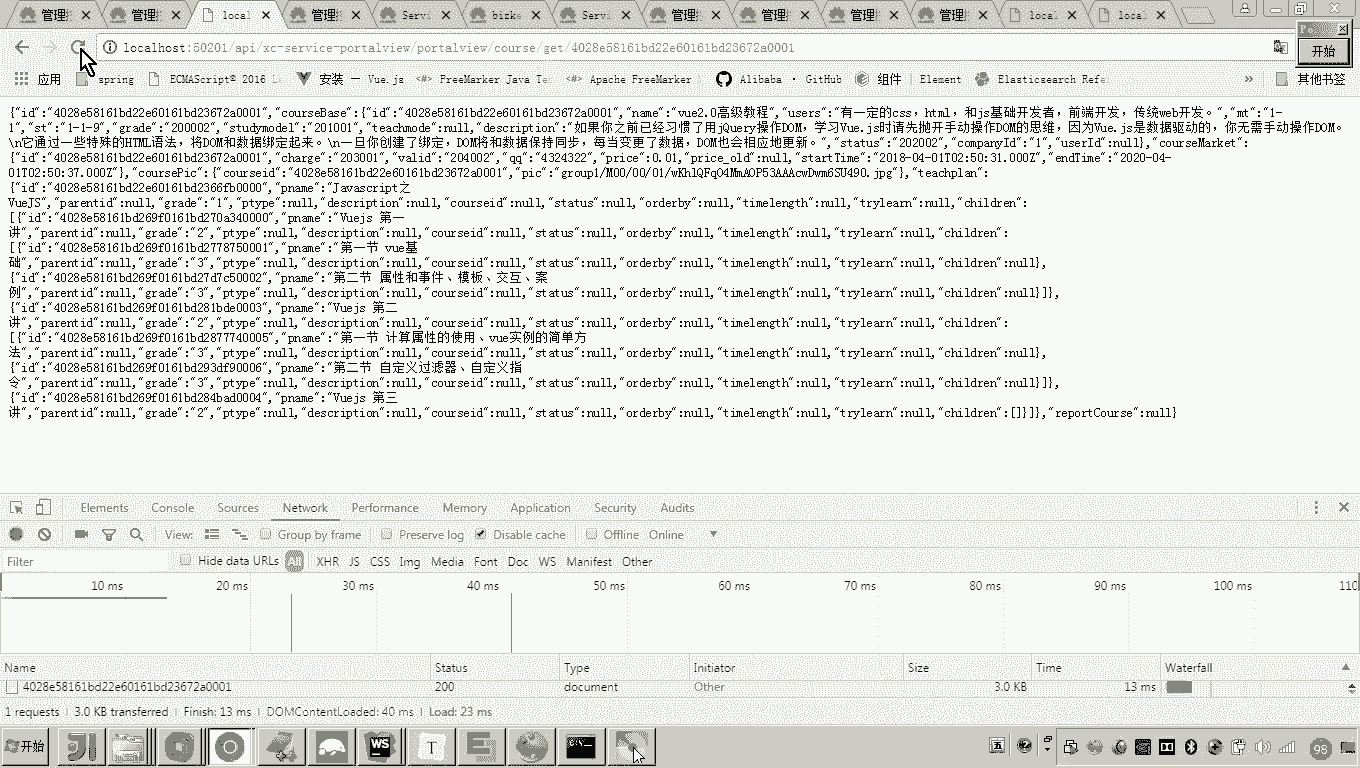 管理 管理 local 管理 Servi bizke Servi 管理 管理 管理 管理 local local
localhost:50201/api/xc-service-portalview/portalview/course/get/4028e58161bd22e60161bd23672a0001
开始
应用 spring ECMAScript® 2016 L 安装 — Vue.js FreeMarker Java Te Apache FreeMarker Alibaba · GitHub 组件 | Element Elasticsearch Refe » 其他书签
{"id":"4028e58161bd22e60161bd23672a0001","courseBase":{"id":"4028e58161bd22e60161bd23672a0001","name":"vue2.0高级教程","users":"有一定的css，html，和js基础开发者，前端开发，传统web开发。","mt":"1-
1","st":"1-1-9","grade":"200002","studymodel":"201001","teachmode":null,"description":"如果你之前已经习惯了用jQuery操作DOM，学习Vue.js时请先抛开手动操作DOM的思维，因为Vue.js是数据驱动的，你无需手动操作DOM。
\n它通过一些特殊的HTML语法，将DOM和数据绑定起来。\n一旦你创建了绑定，DOM将和数据保持同步，每当变更了数据，DOM也会相应地更新。","status":"202002","companyId":"1","userId":null},"courseMarket":
{"id":"4028e58161bd22e60161bd23672a0001","charge":"203001","valid":"204002","qq":"4324322","price":0.01,"price_old":null,"startTime":"2018-04-01T02:50:31.000Z","endTime":"2020-04-
01T02:50:37.000Z"},"coursePic":{"courseid":"4028e58161bd22e60161bd23672a0001","pic":"group1/M00/00/01/wKhlQFqO4MmAOP53AAAcwDwm6SU490.jpg"},"teachplan":
{"id":"4028e58161bd22e60161bd2366fb0000","pname":"Javascript之
VueJS","parentid":null,"grade":"1","ptype":null,"description":null,"courseid":null,"status":null,"orderby":null,"timelength":null,"trylearn":null,"children":
[{"id":"4028e58161bd269f0161bd270a340000","pname":"Vuejs 第一
讲","parentid":null,"grade":"2","ptype":null,"description":null,"courseid":null,"status":null,"orderby":null,"timelength":null,"trylearn":null,"children":
[{"id":"4028e58161bd269f0161bd2778750001","pname":"第一节 vue基
础","parentid":null,"grade":"3","ptype":null,"description":null,"courseid":null,"status":null,"orderby":null,"timelength":null,"trylearn":null,"children":null},
{"id":"4028e58161bd269f0161bd27d7c50002","pname":"第二节 属性和事件、模板、交互、案
例","parentid":null,"grade":"3","ptype":null,"description":null,"courseid":null,"status":null,"orderby":null,"timelength":null,"trylearn":null,"children":null}]},
{"id":"4028e58161bd269f0161bd281bde0003","pname":"Vuejs 第二
讲","parentid":null,"grade":"2","ptype":null,"description":null,"courseid":null,"status":null,"orderby":null,"timelength":null,"trylearn":null,"children":
[{"id":"4028e58161bd269f0161bd2877740005","pname":"第一节 计算属性的使用、vue实例的简单方
法","parentid":null,"grade":"3","ptype":null,"description":null,"courseid":null,"status":null,"orderby":null,"timelength":null,"trylearn":null,"children":null},
{"id":"4028e58161bd269f0161bd293df90006","pname":"第二节 自定义过滤器、自定义指
令","parentid":null,"grade":"3","ptype":null,"description":null,"courseid":null,"status":null,"orderby":null,"timelength":null,"trylearn":null,"children":null}]},
{"id":"4028e58161bd269f0161bd284bad0004","pname":"Vuejs 第三
讲","parentid":null,"grade":"2","ptype":null,"description":null,"courseid":null,"status":null,"orderby":null,"timelength":null,"trylearn":null,"children":[]}]},"reportCourse":null}
Elements Console Sources Network Performance Memory Application Security Audits
View: Group by frame Preserve log Disable cache Offline Online
Filter Hide data URLs All XHR JS CSS Img Media Font Doc WS Manifest Other
10 ms 20 ms 30 ms 40 ms 50 ms 60 ms 70 ms 80 ms 90 ms 100 ms 110
Name Status Type Initiator Size Time Waterfall
4028e58161bd22e60161bd23672a0001 200 document Other 3.0 KB 13 ms
1 requests | 3.0 KB transferred | Finish: 13 ms | DOMContentLoaded: 40 ms | Load: 23 ms
开始 WS T 98